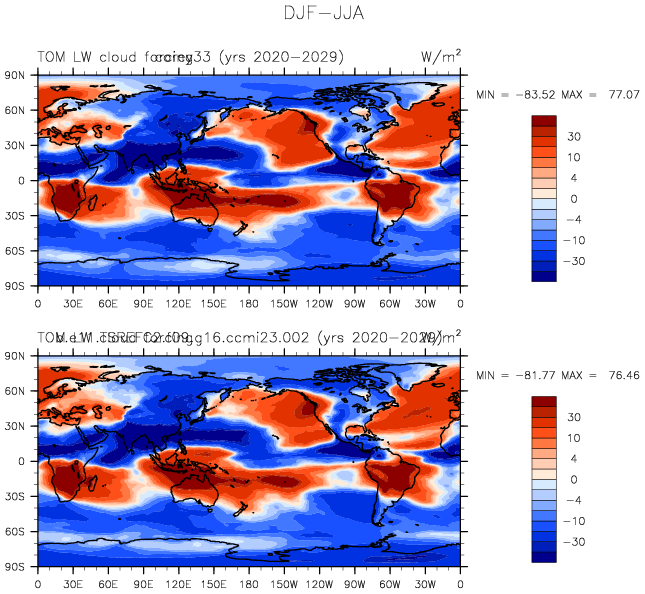 DJF-JJA
TOM LW cloud forcing (yrs 2020-2029) W/m²
MIN = -83.52 MAX = 77.07
90N
60N
30N
0
30S
60S
90S
0 30E 60E 90E 120E 150E 180 150W 120W 90W 60W 30W 0
30
10
4
0
-4
-10
-30
(yrs 2020-2029) W/m²
MIN = -81.77 MAX = 76.46
90N
60N
30N
0
30S
60S
90S
0 30E 60E 90E 120E 150E 180 150W 120W 90W 60W 30W 0
30
10
4
0
-4
-10
-30